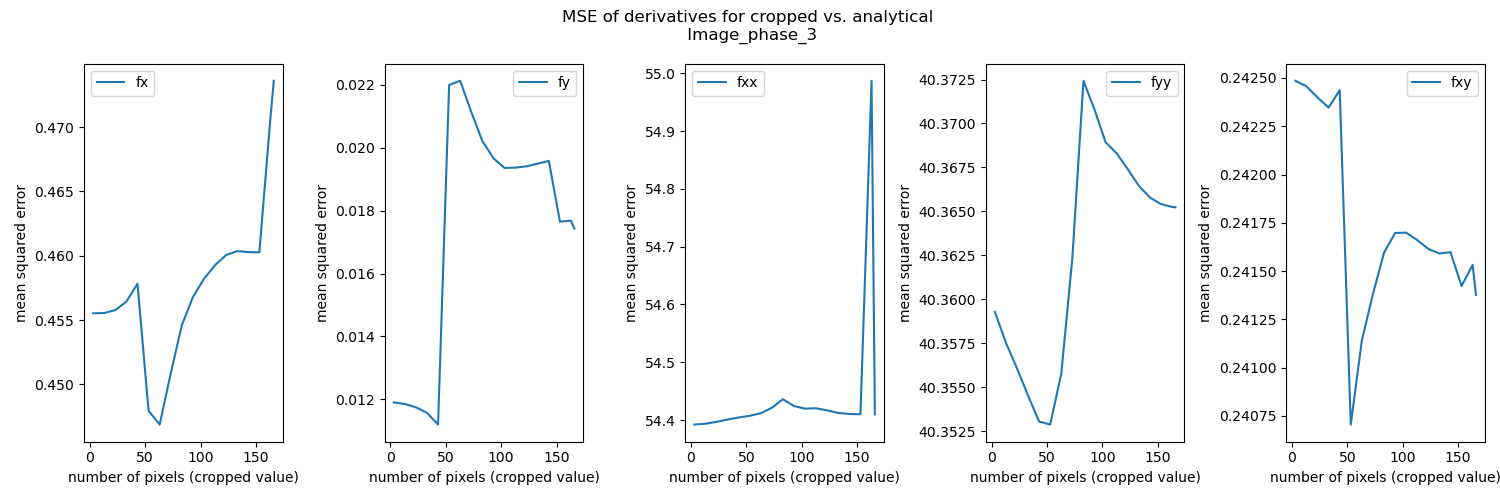 MSE of derivatives for cropped vs. analytical
Image_phase_3
fx
0.470
0.465
0.460
0.455
0.450
mean squared error
0 50 100 150
number of pixels (cropped value)
fy
0.022
0.020
0.018
0.016
0.014
0.012
mean squared error
0 50 100 150
number of pixels (cropped value)
fxx
55.0
54.9
54.8
54.7
54.6
54.5
54.4
mean squared error
0 50 100 150
number of pixels (cropped value)
fyy
40.3725
40.3700
40.3675
40.3650
40.3625
40.3600
40.3575
40.3550
40.3525
mean squared error
0 50 100 150
number of pixels (cropped value)
fxy
0.24250
0.24225
0.24200
0.24175
0.24150
0.24125
0.24100
0.24075
mean squared error
0 50 100 150
number of pixels (cropped value)